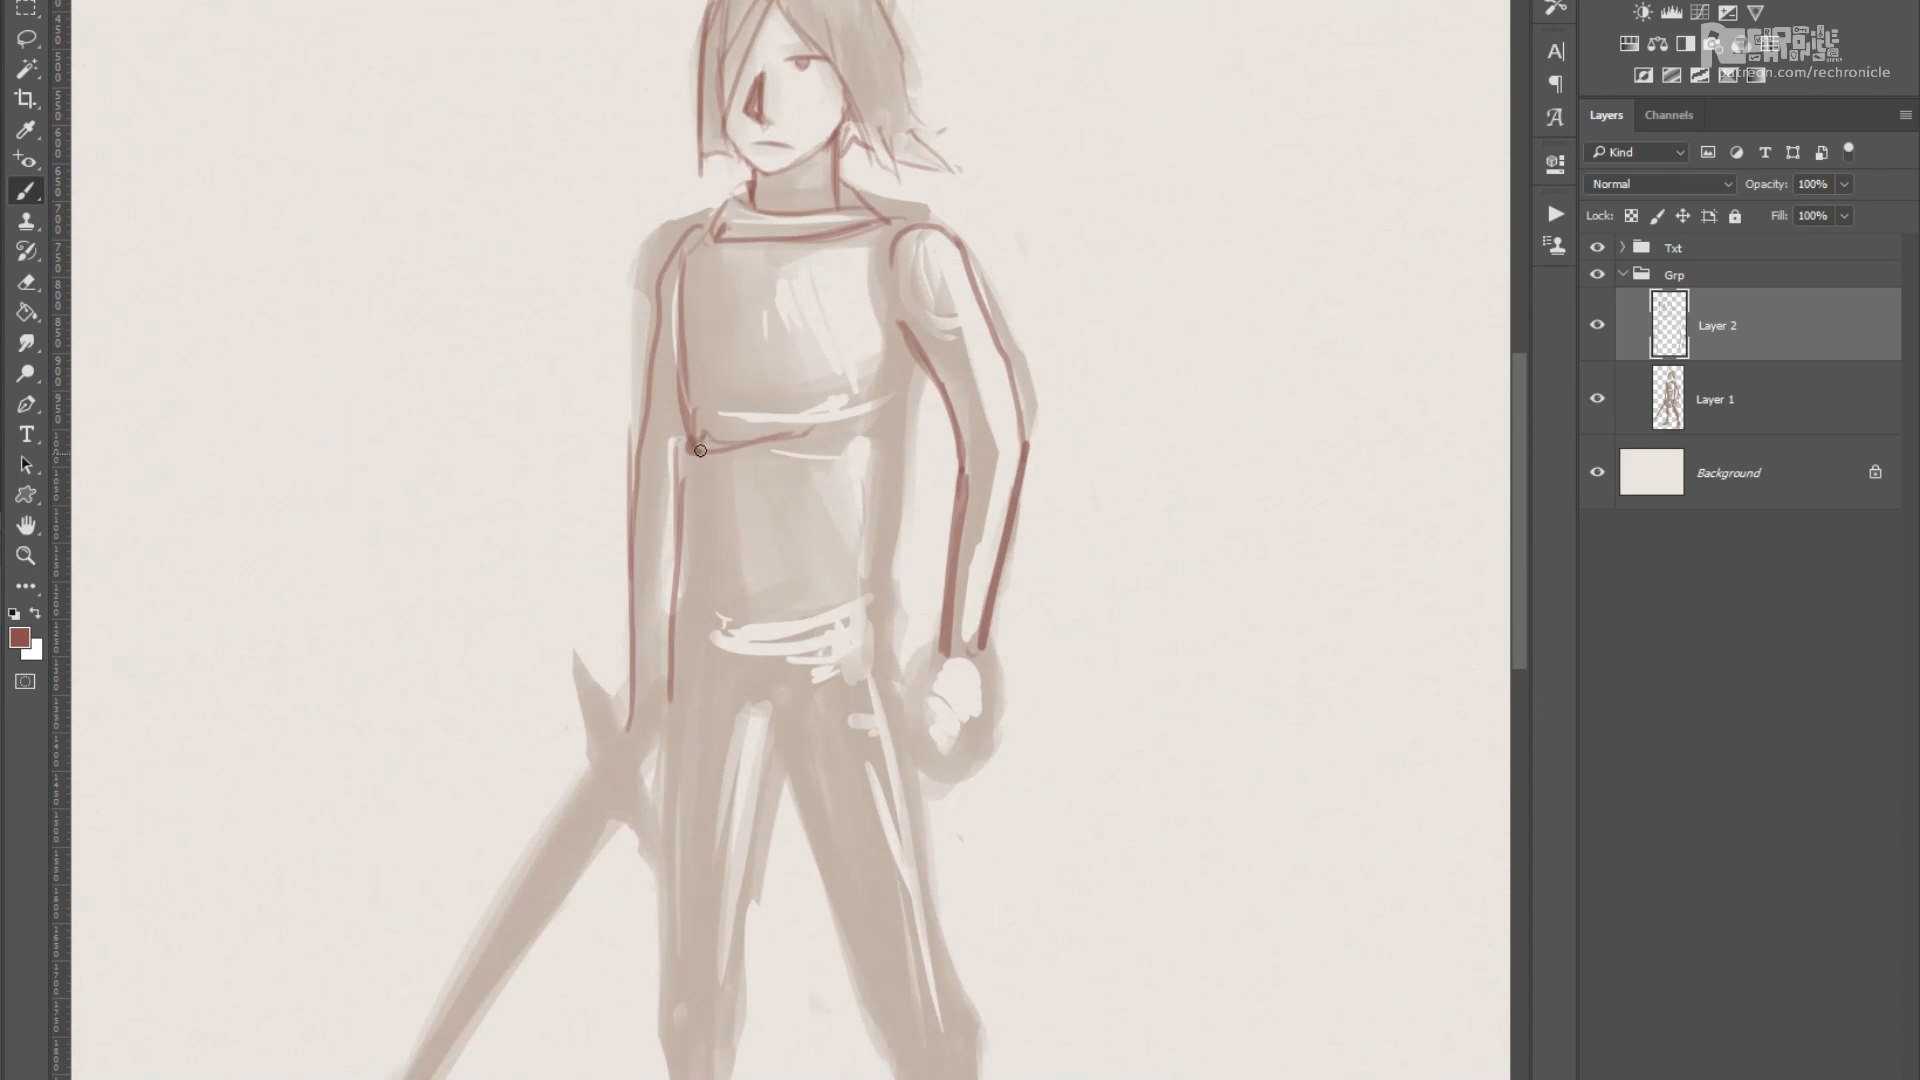 ReChRonicle
patreon.com/rechronicle
Layers
Channels
Kind
Normal
Opacity: 100%
Lock:
Fill: 100%
Txt
Grp
Layer 2
Layer 1
Background